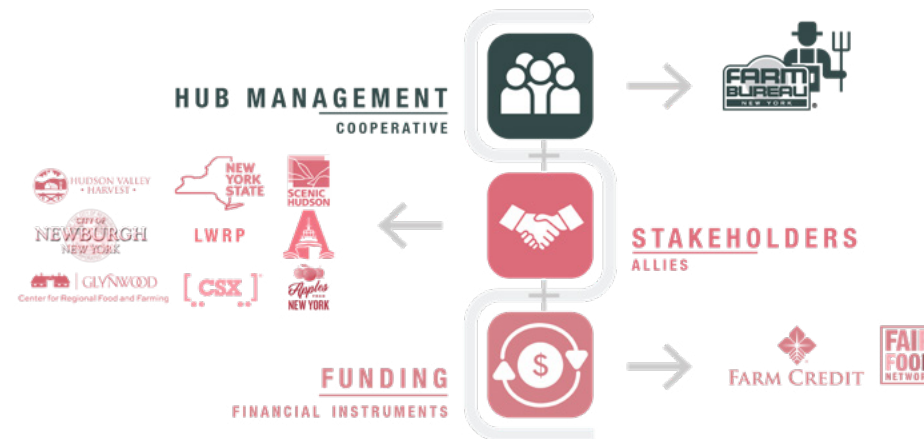 HUB MANAGEMENT
COOPERATIVE
FARM
BUREAU
NEW YORK
HUDSON VALLEY
• HARVEST •
NEW
YORK
STATE
SCENIC
HUDSON
CITY OF
NEWBURGH
NEW YORK
LWRP
GLYNWOOD
Center for Regional Food and Farming
CSX
Apples
FROM
NEW YORK
STAKEHOLDERS
ALLIES
$
FUNDING
FINANCIAL INSTRUMENTS
FARM CREDIT
FAI
FOO
NETWOR